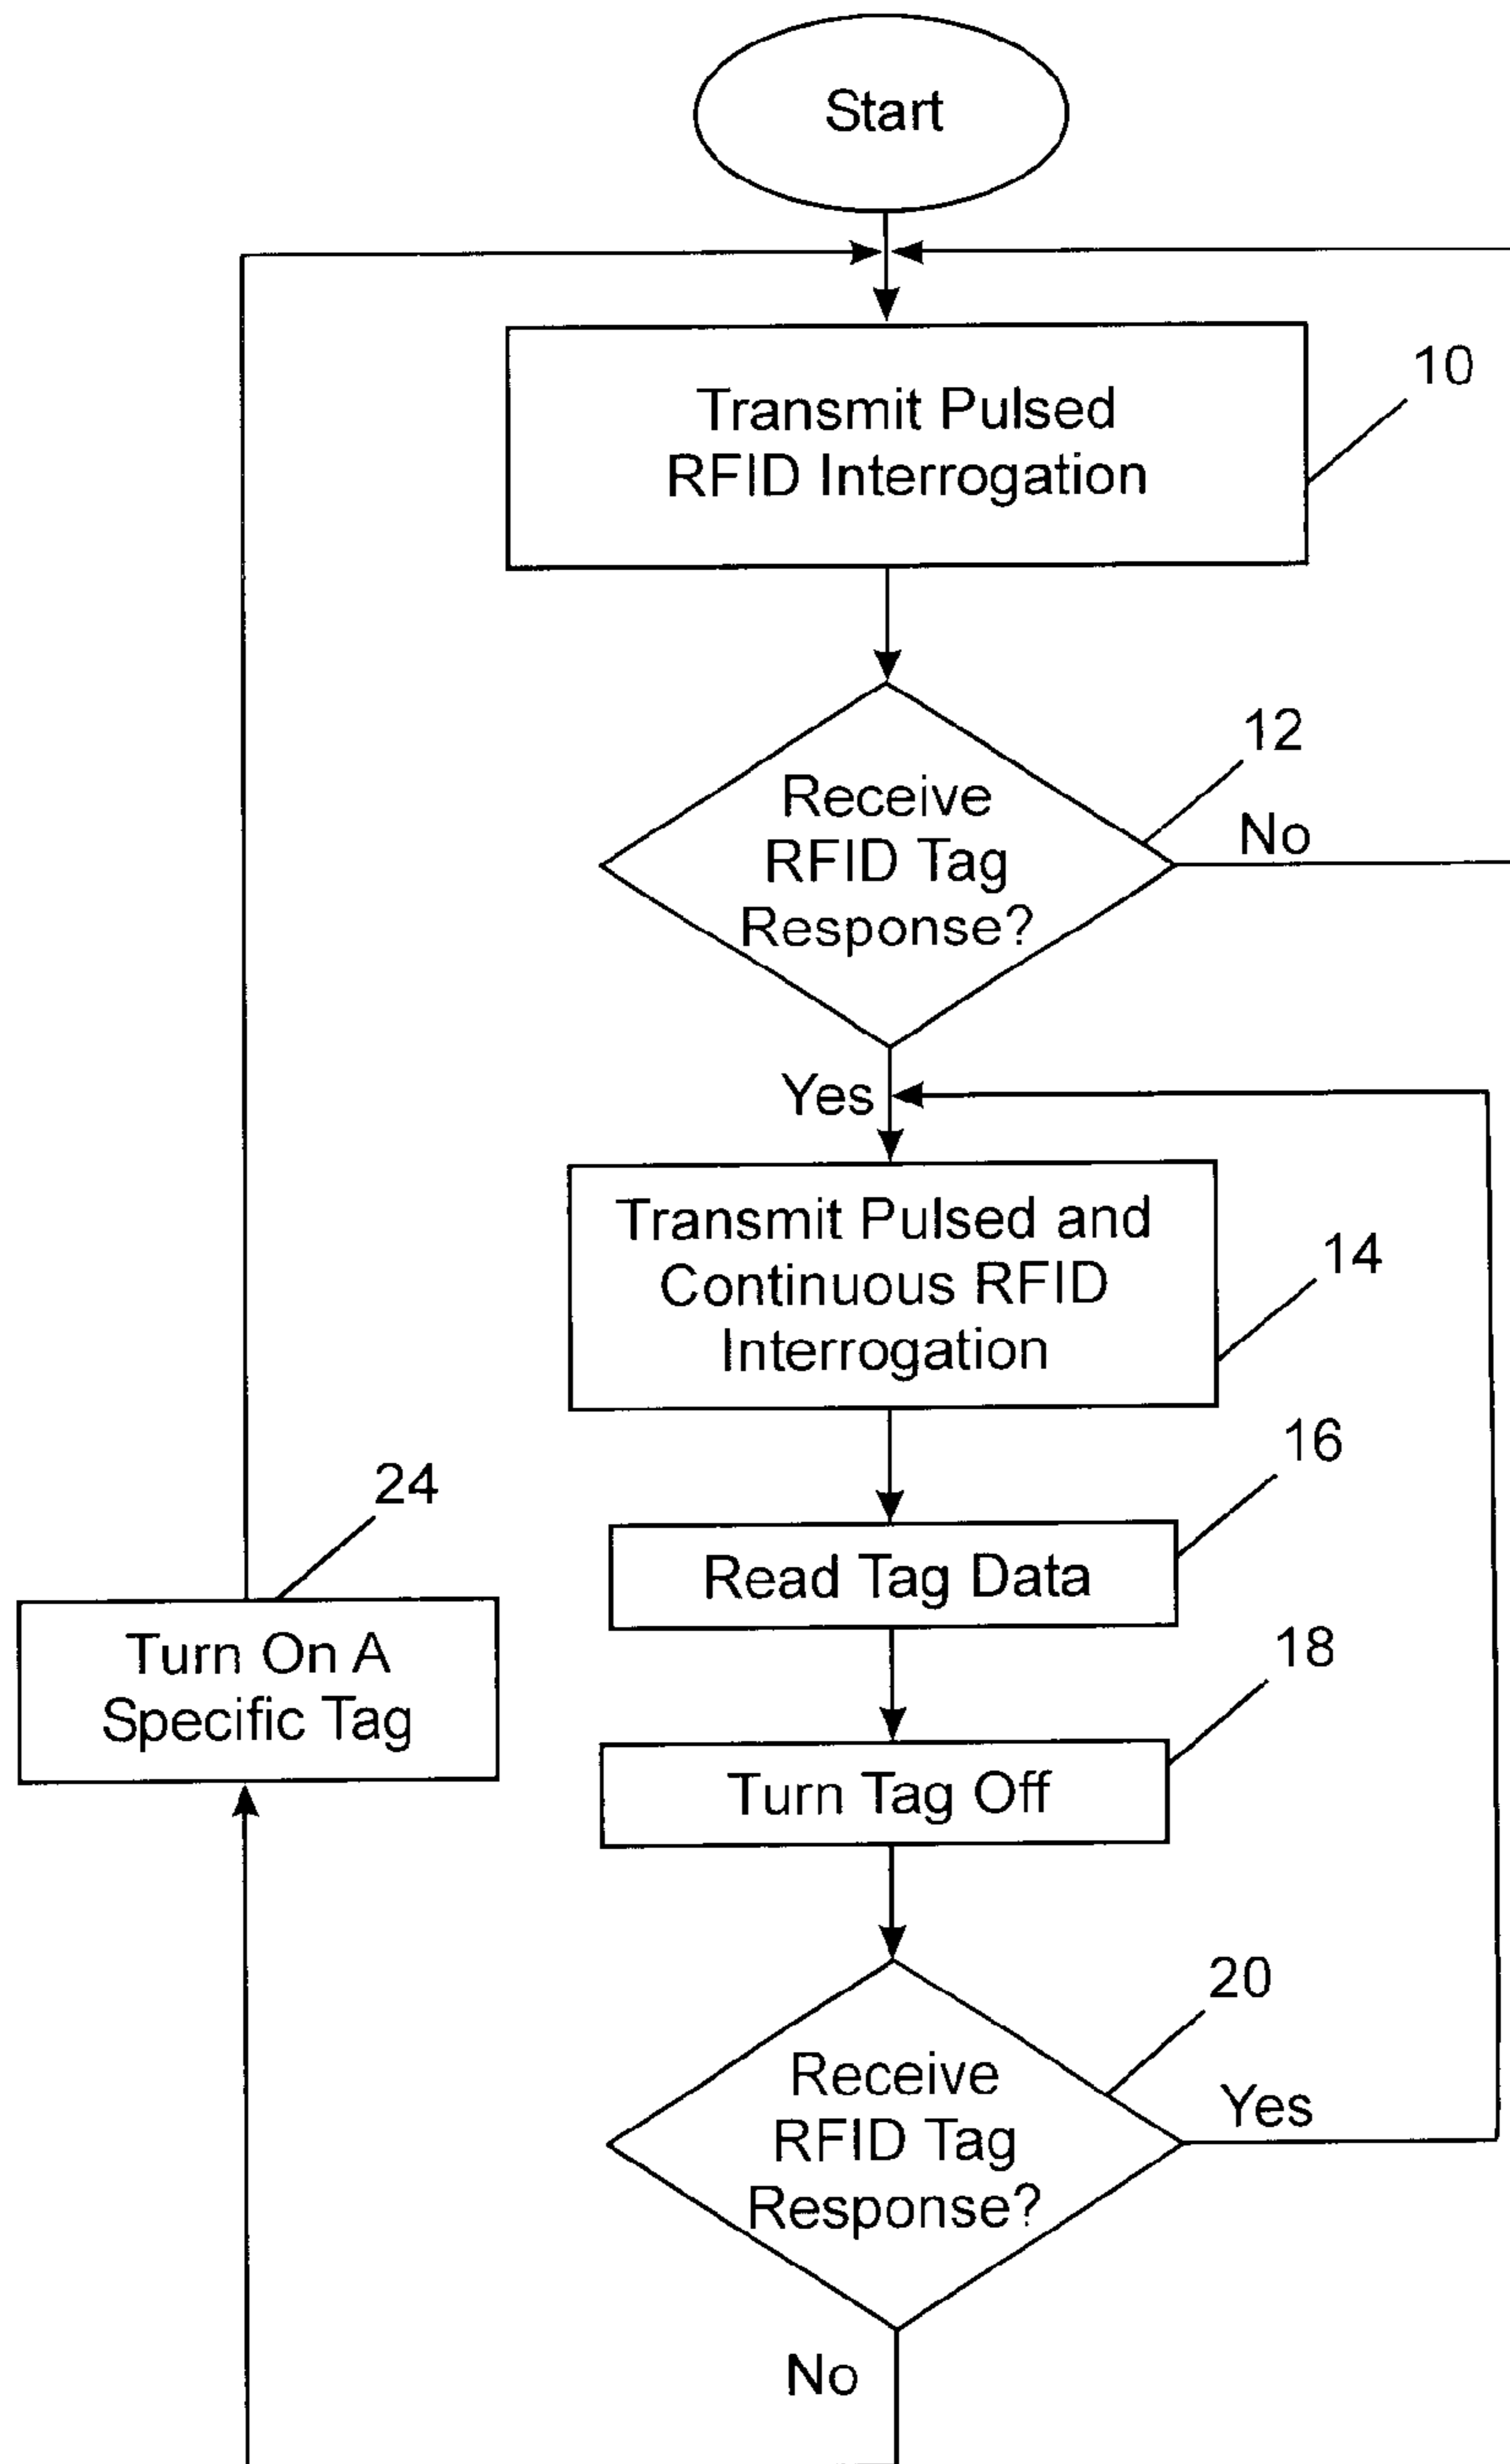 Start
Transmit Pulsed
RFID Interrogation
10
Receive
RFID Tag
Response?
12
No
Yes
Transmit Pulsed and
Continuous RFID
Interrogation
14
Read Tag Data
16
24
Turn On A
Specific Tag
Turn Tag Off
18
Receive
RFID Tag
Response?
20
Yes
No